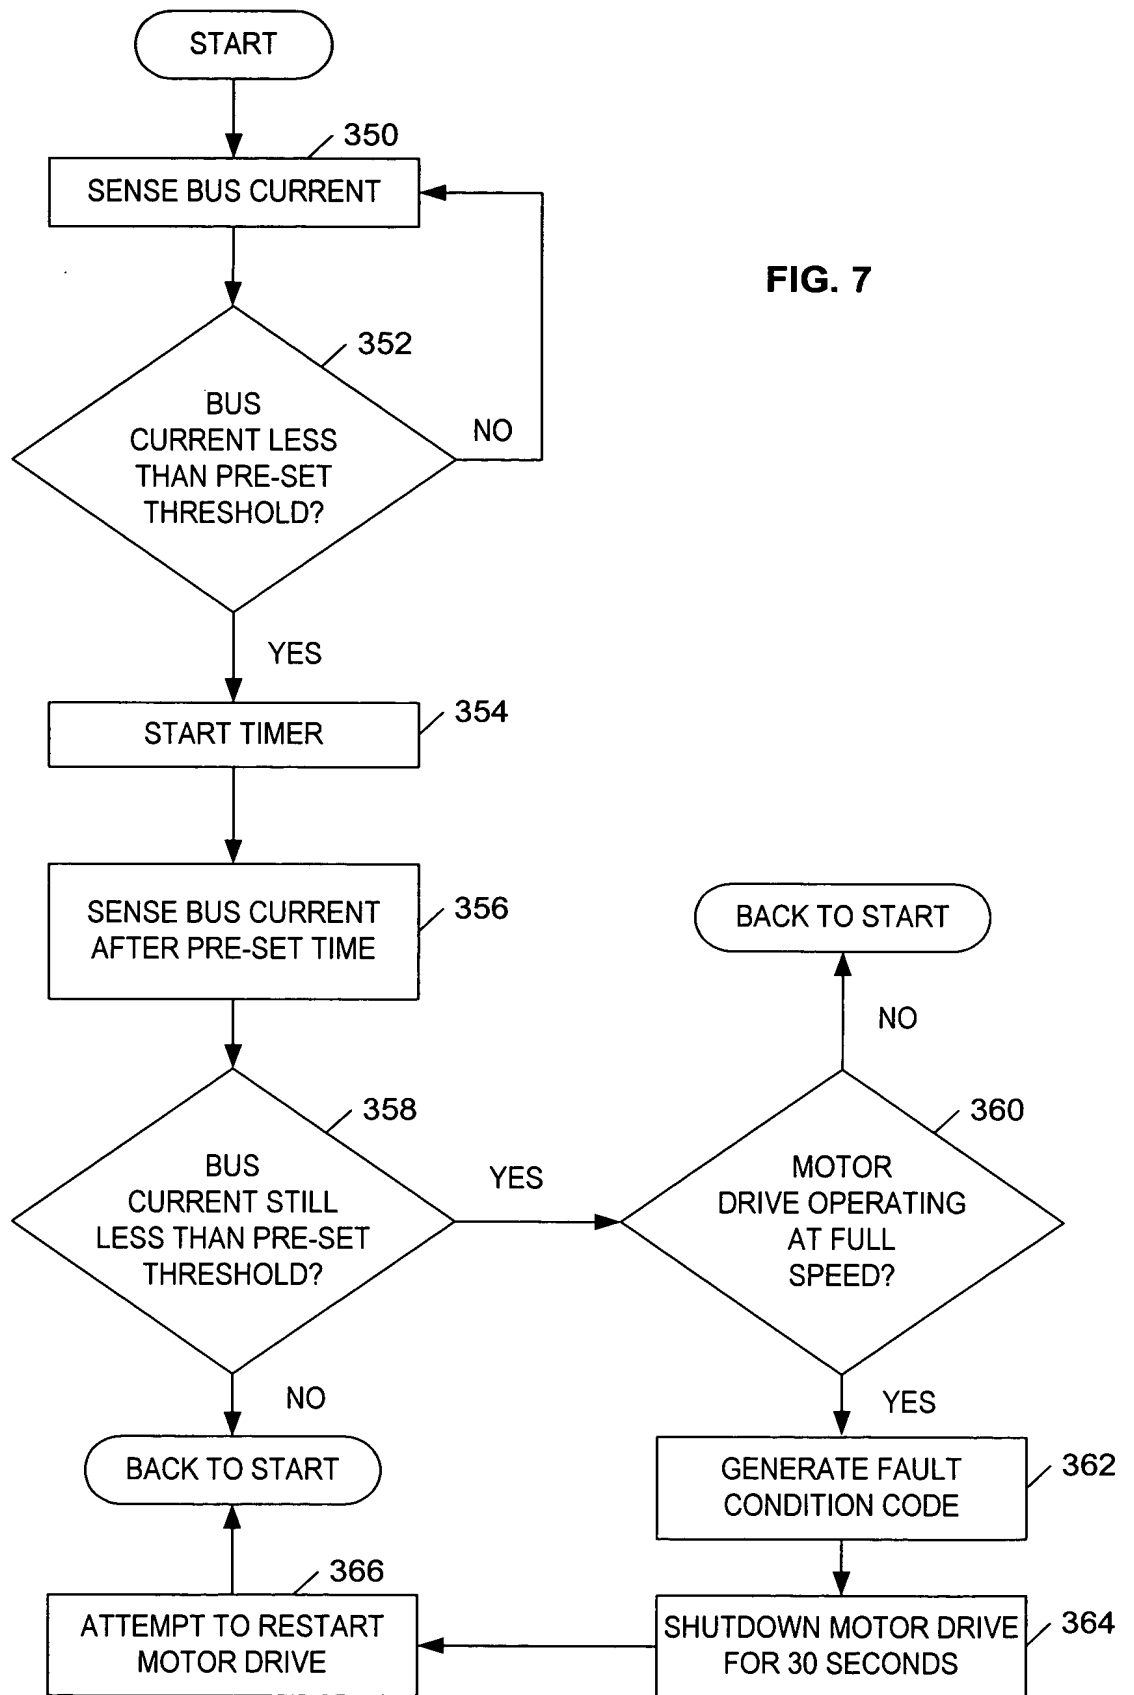 START
350
SENSE BUS CURRENT
FIG. 7
352
BUS
CURRENT LESS
THAN PRE-SET
THRESHOLD?
NO
YES
354
START TIMER
356
SENSE BUS CURRENT
AFTER PRE-SET TIME
BACK TO START
NO
358
BUS
CURRENT STILL
LESS THAN PRE-SET
THRESHOLD?
YES
360
MOTOR
DRIVE OPERATING
AT FULL
SPEED?
NO
YES
BACK TO START
GENERATE FAULT
CONDITION CODE
362
366
ATTEMPT TO RESTART
MOTOR DRIVE
SHUTDOWN MOTOR DRIVE
FOR 30 SECONDS
364